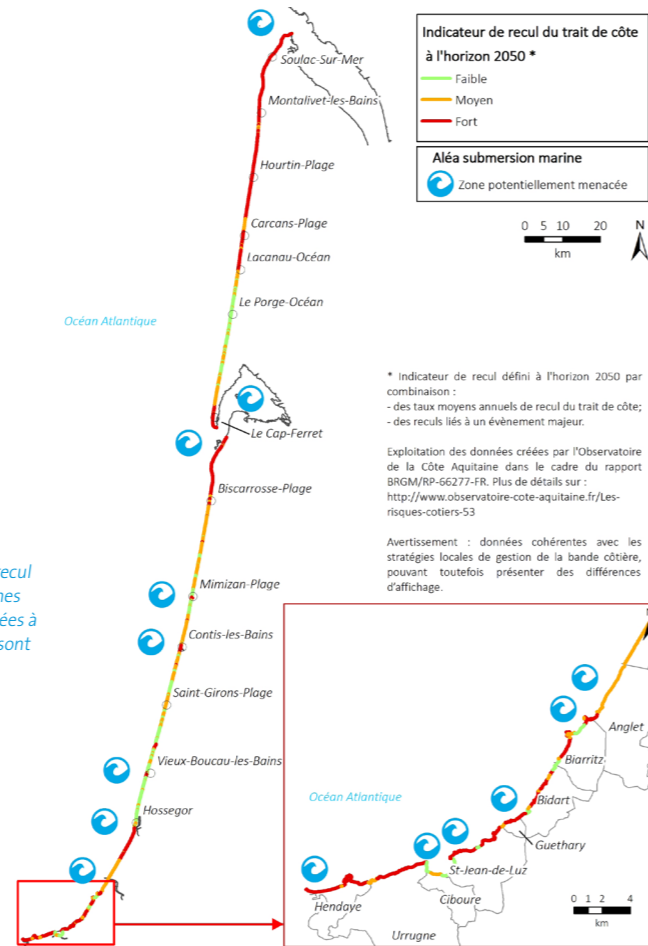 Indicateur de recul du trait de côte
à l'horizon 2050 *
Faible
Moyen
Fort
Aléa submersion marine
Zone potentiellement menacée
0 5 10 20
km
N
Soulac-Sur-Mer
Montalivet-les-Bains
Hourtin-Plage
Carcans-Plage
Lacanau-Océan
Le Porge-Océan
Océan Atlantique
Le Cap-Ferret
Biscarrosse-Plage
Mimizan-Plage
Contis-les-Bains
Saint-Girons-Plage
Vieux-Boucau-les-Bains
Hossegor
* Indicateur de recul défini à l'horizon 2050 par
combinaison :
- des taux moyens annuels de recul du trait de côte;
- des reculs liés à un évènement majeur.
Exploitation des données créées par l'Observatoire
de la Côte Aquitaine dans le cadre du rapport
BRGM/RP-66277-FR. Plus de détails sur :
http://www.observatoire-cote-aquitaine.fr/Les-
risques-cotiers-53
Avertissement : données cohérentes avec les
stratégies locales de gestion de la bande côtière,
pouvant toutefois présenter des différences
d'affichage.
recul
nes
ées à
sont
Anglet
Biarritz
Océan Atlantique
Bidart
Guethary
St-Jean-de-Luz
Ciboure
Hendaye
Urrugne
0 1 2 4
km